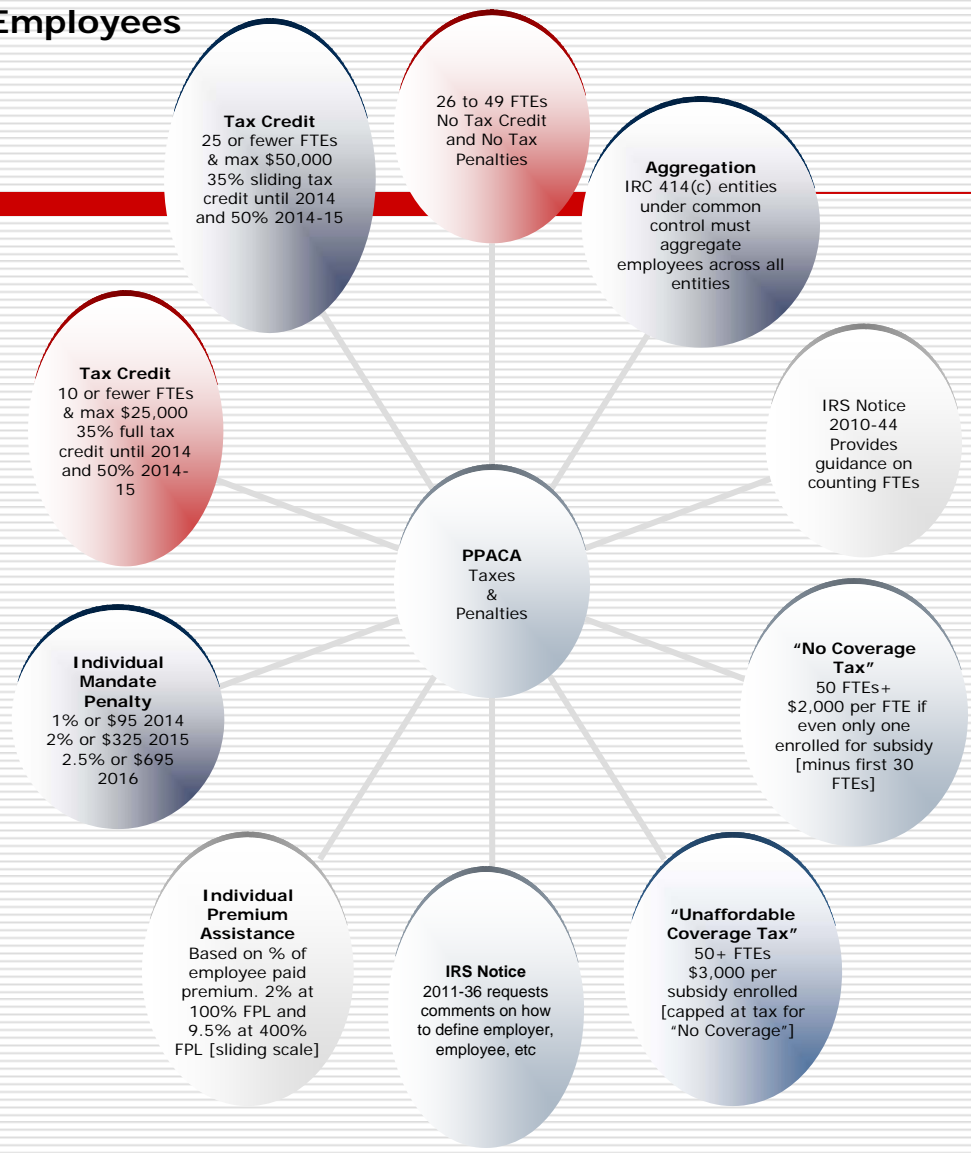 Employees
Tax Credit
25 or fewer FTEs
& max $50,000
35% sliding tax
credit until 2014
and 50% 2014-15
26 to 49 FTEs
No Tax Credit
and No Tax
Penalties
Aggregation
IRC 414(c) entities
under common
control must
aggregate
employees across all
entities
Tax Credit
10 or fewer FTEs
& max $25,000
35% full tax
credit until 2014
and 50% 2014-
15
IRS Notice
2010-44
Provides
guidance on
counting FTEs
PPACA
Taxes
&
Penalties
Individual
Mandate
Penalty
1% or $95 2014
2% or $325 2015
2.5% or $695
2016
“No Coverage
Tax”
50 FTEs+
$2,000 per FTE if
even only one
enrolled for subsidy
[minus first 30
FTEs]
Individual
Premium
Assistance
Based on % of
employee paid
premium. 2% at
100% FPL and
9.5% at 400%
FPL [sliding scale]
IRS Notice
2011-36 requests
comments on how
to define employer,
employee, etc
“Unaffordable
Coverage Tax”
50+ FTEs
$3,000 per
subsidy enrolled
[capped at tax for
“No Coverage”]